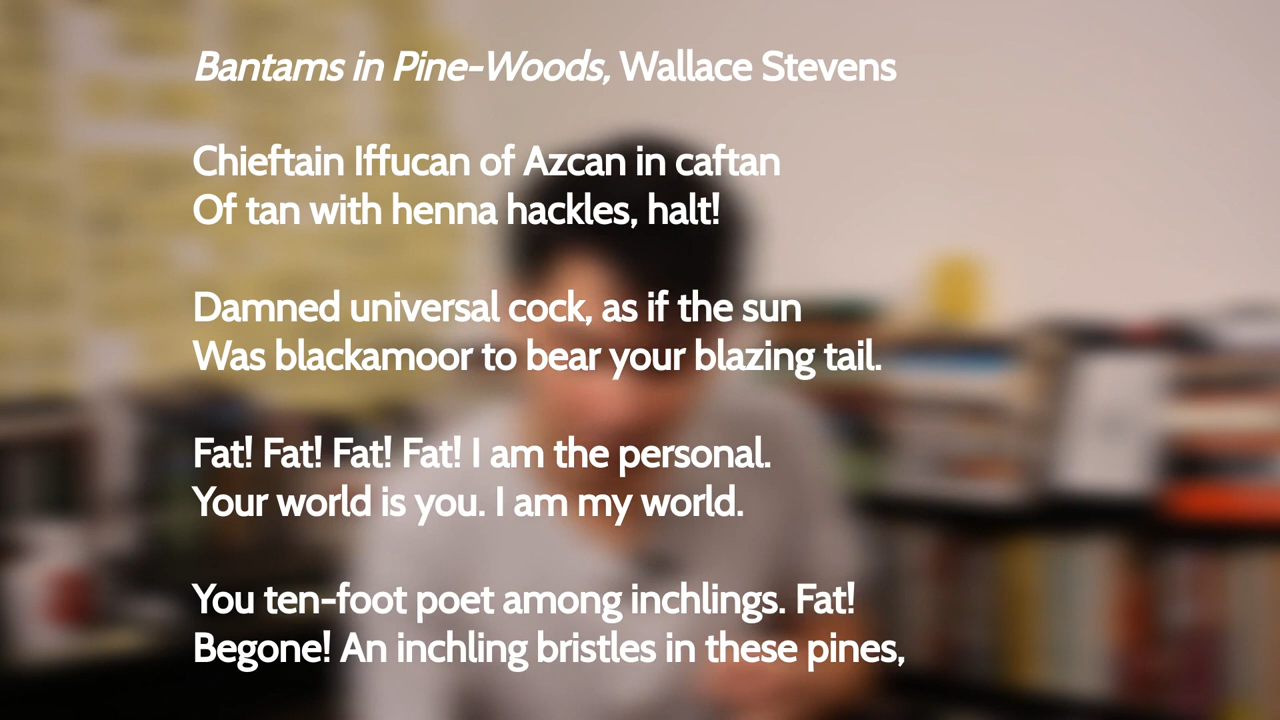 Bantams in Pine-Woods, Wallace Stevens
Chieftain Iffucan of Azcan in caftan
Of tan with henna hackles, halt!
Damned universal cock, as if the sun
Was blackamoor to bear your blazing tail.
Fat! Fat! Fat! Fat! I am the personal.
Your world is you. I am my world.
You ten-foot poet among inchlings. Fat!
Begone! An inchling bristles in these pines,